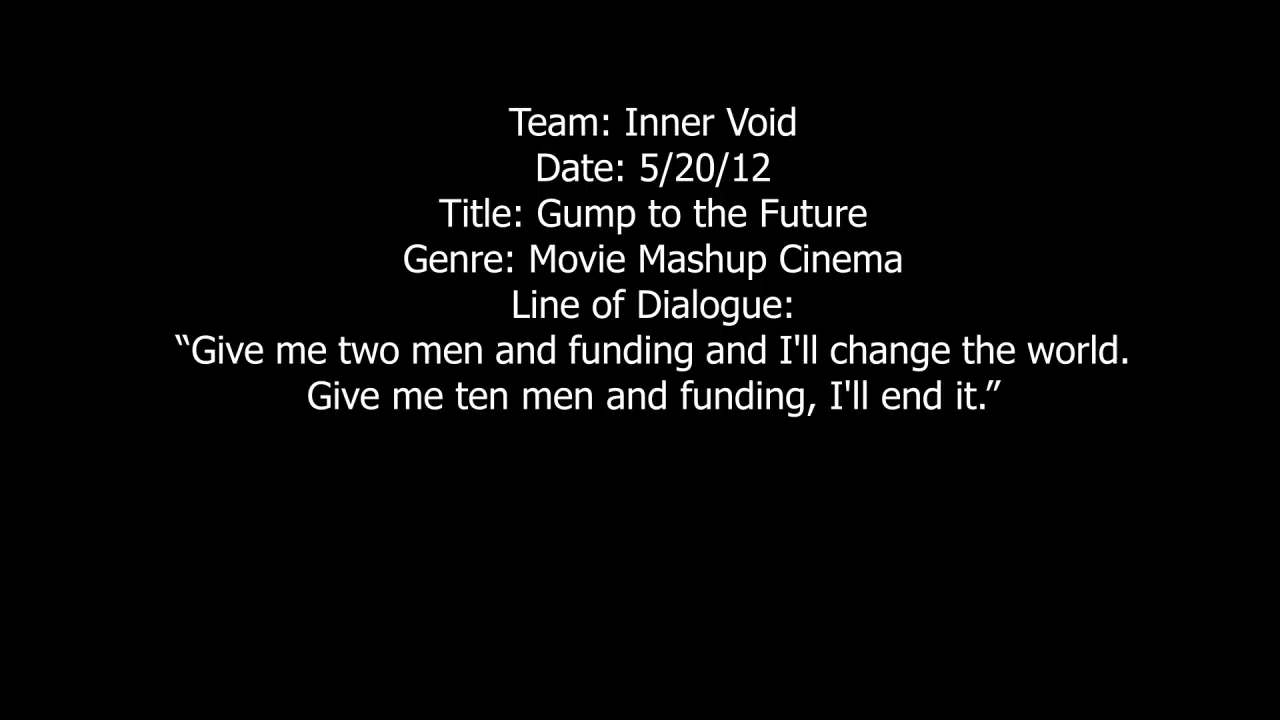 Team: Inner Void
Date: 5/20/12
Title: Gump to the Future
Genre: Movie Mashup Cinema
Line of Dialogue:
“Give me two men and funding and I'll change the world.
Give me ten men and funding, I'll end it.”